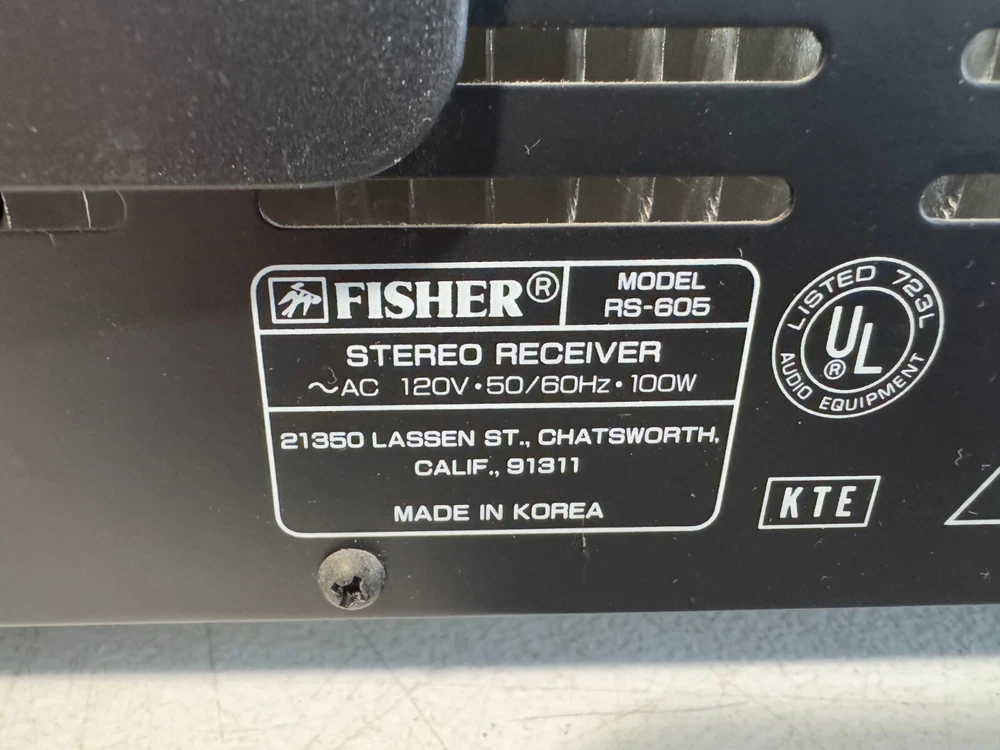 FISHER®
MODEL
RS-605
STEREO RECEIVER
~AC 120V·50/60Hz·100W
21350 LASSEN ST., CHATSWORTH,
CALIF., 91311
MADE IN KOREA
LISTED 723L
UL®
AUDIO EQUIPMENT
KTE